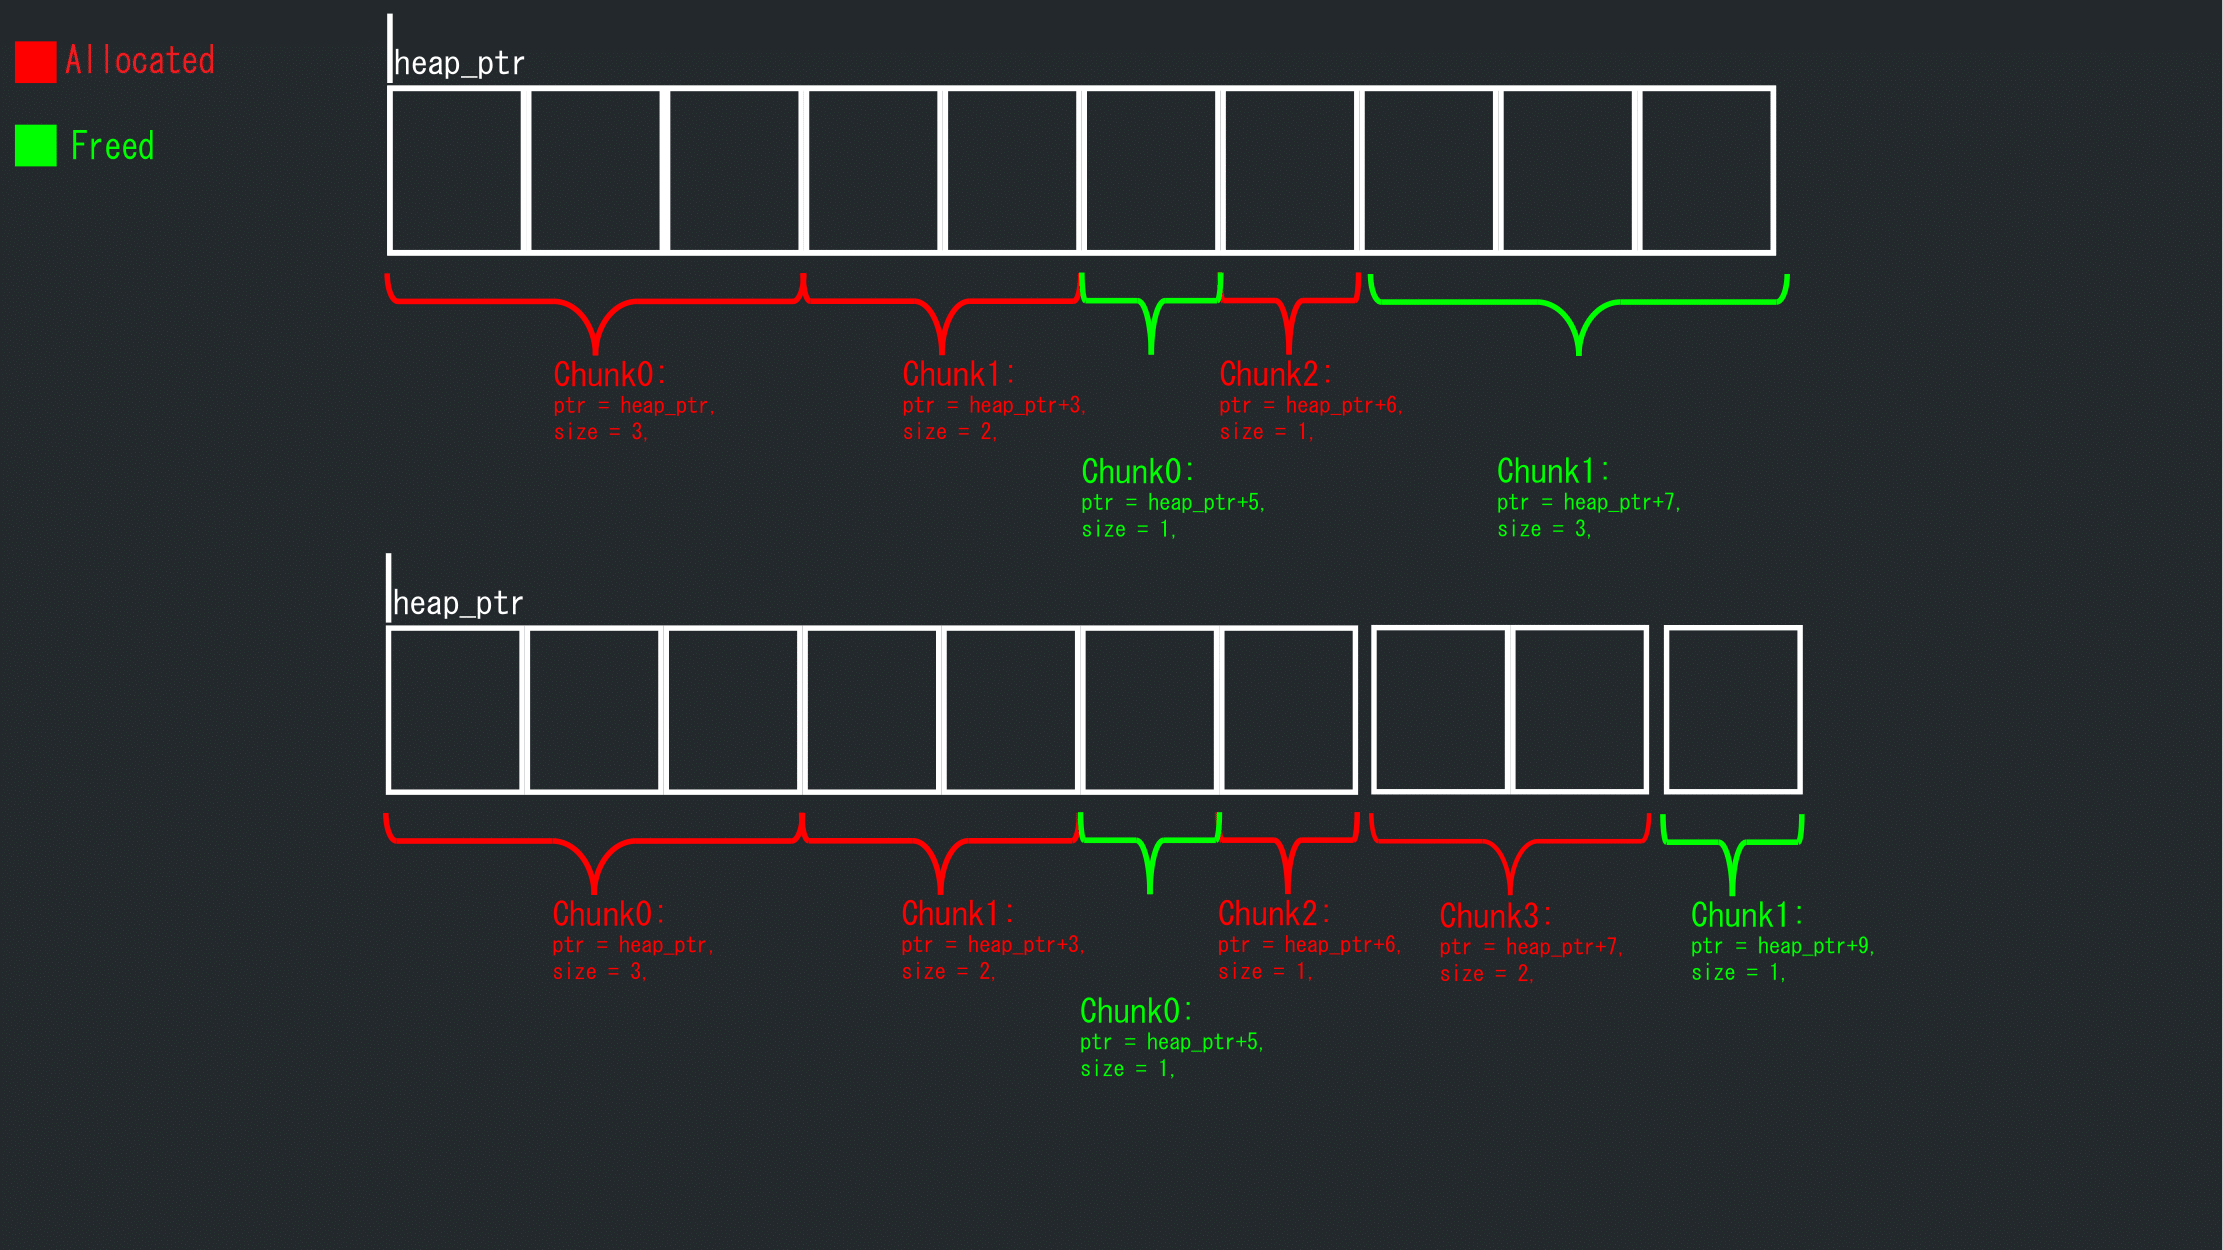 Allocated
Freed
heap_ptr
Chunk0:
ptr = heap_ptr,
size = 3,
Chunk1:
ptr = heap_ptr+3,
size = 2,
Chunk2:
ptr = heap_ptr+6,
size = 1,
Chunk0:
ptr = heap_ptr+5,
size = 1,
Chunk1:
ptr = heap_ptr+7,
size = 3,
heap_ptr
Chunk0:
ptr = heap_ptr,
size = 3,
Chunk1:
ptr = heap_ptr+3,
size = 2,
Chunk2:
ptr = heap_ptr+6,
size = 1,
Chunk3:
ptr = heap_ptr+7,
size = 2,
Chunk1:
ptr = heap_ptr+9,
size = 1,
Chunk0:
ptr = heap_ptr+5,
size = 1,